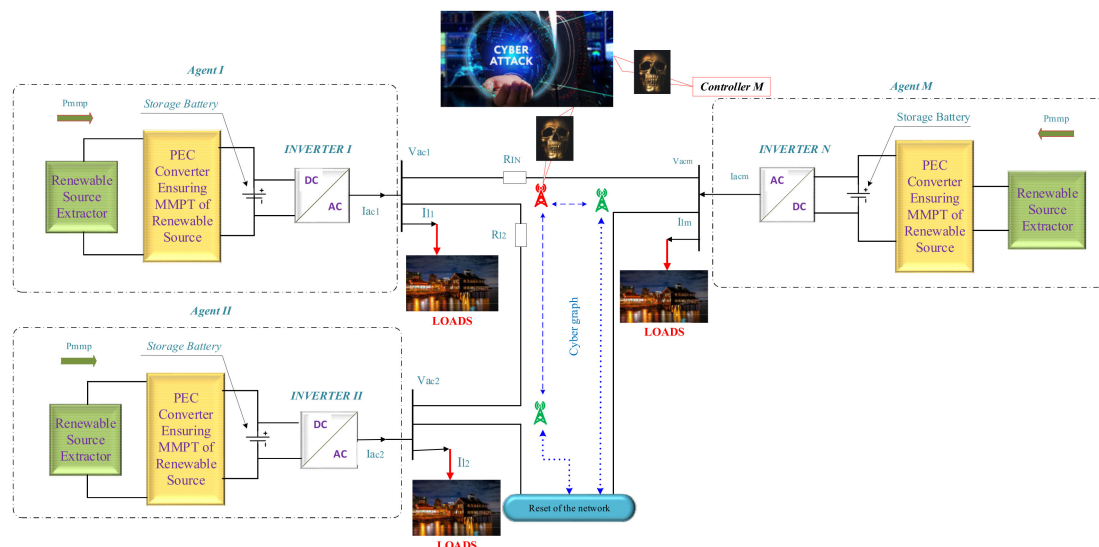 CYBER
ATTACK
Controller M
Agent I
Pmmp
Storage Battery
Renewable
Source
Extractor
PEC
Converter
Ensuring
MMPT of
Renewable
Source
INVERTER I
DC
AC
Iac1
Vac1
Il1
LOADS
RIN
RI2
Cyber graph
Agent M
Pmmp
Storage Battery
INVERTER N
AC
DC
Iacm
Vacm
Ilm
LOADS
PEC
Converter
Ensuring
MMPT of
Renewable
Source
Renewable
Source
Extractor
Agent II
Pmmp
Storage Battery
Renewable
Source
Extractor
PEC
Converter
Ensuring
MMPT of
Renewable
Source
INVERTER II
DC
AC
Iac2
Vac2
Il2
LOADS
Reset of the network